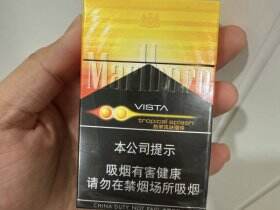 Marlboro
VISTA
tropical splash
本公司提示
吸烟有害健康
请勿在禁烟场所吸烟
CHINA DUTY NOT PAID